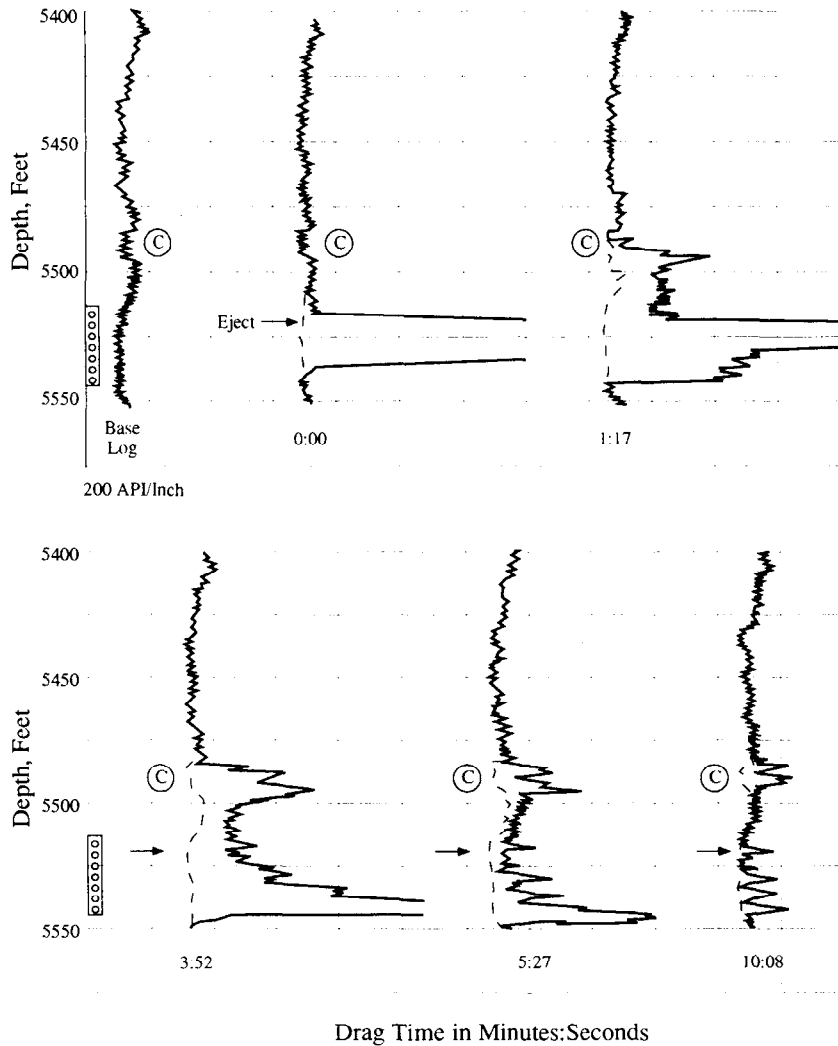 5400
5450
5500
5550
Depth, Feet
C
C
C
Eject
Base
Log
0:00
1:17
200 API/Inch
5400
5450
5500
5550
Depth, Feet
C
C
C
3:52
5:27
10:08
Drag Time in Minutes:Seconds